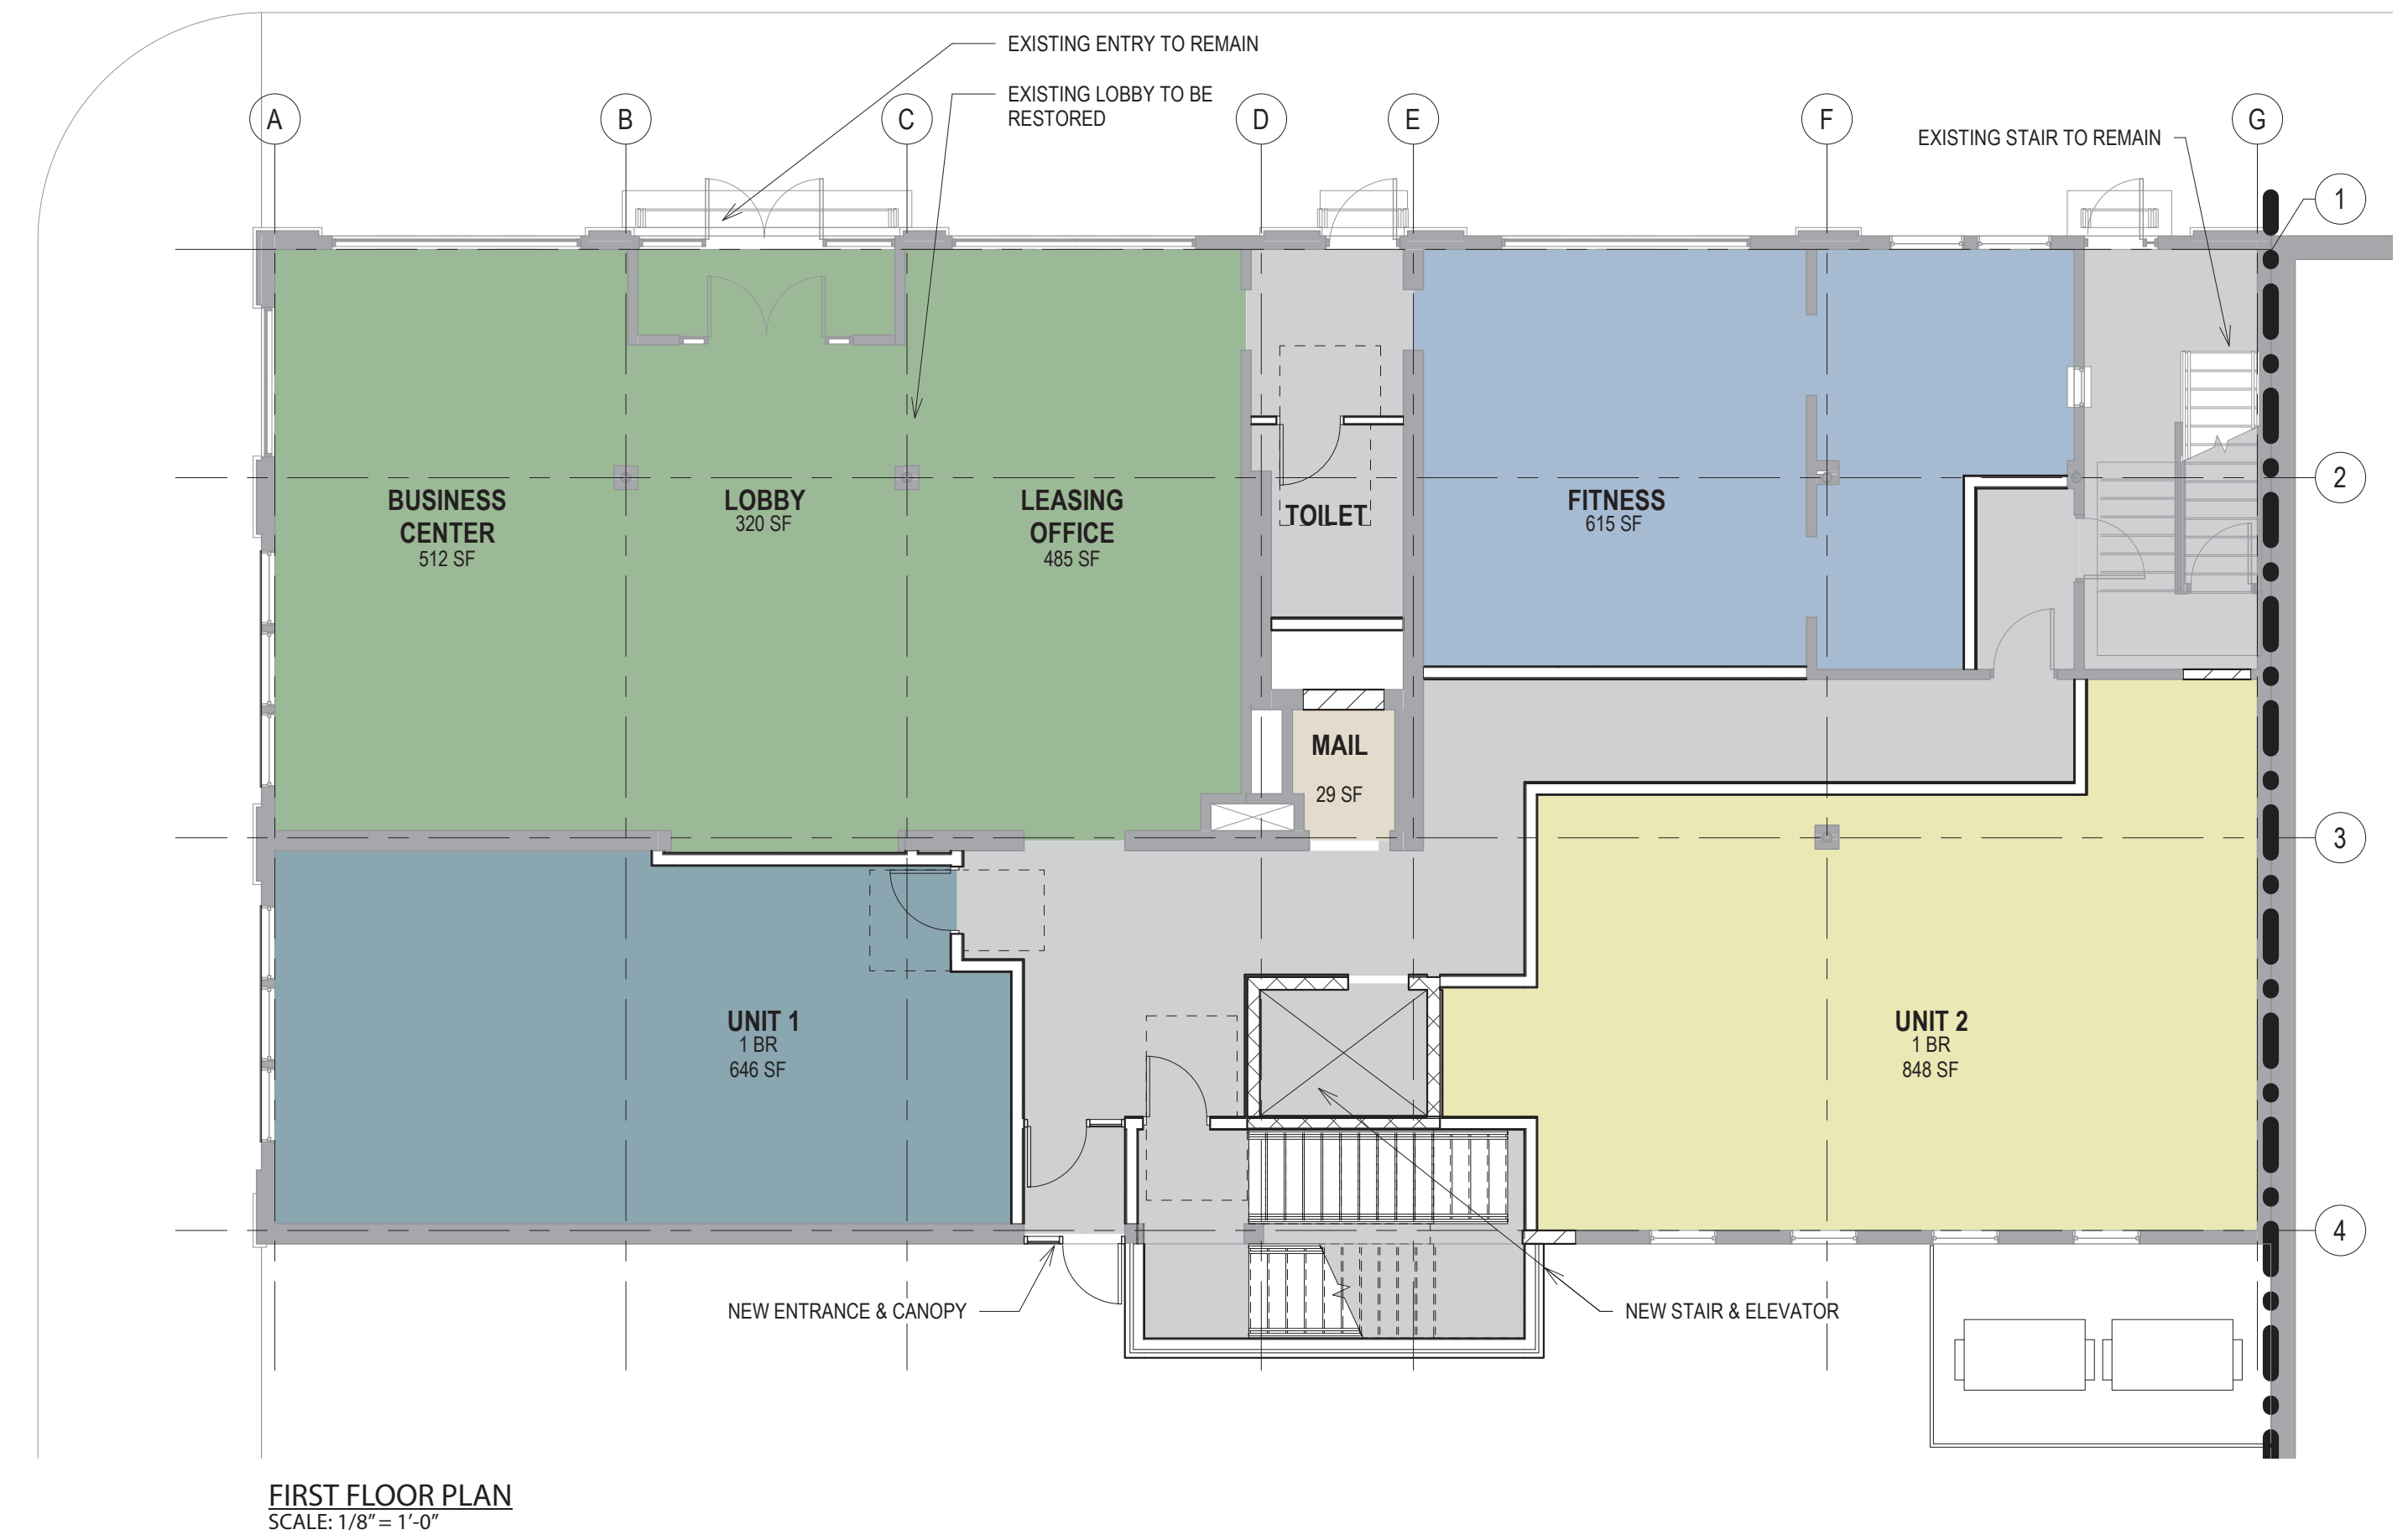 EXISTING ENTRY TO REMAIN
EXISTING LOBBY TO BE
RESTORED
A
B
C
D
E
F
G
EXISTING STAIR TO REMAIN
1
BUSINESS
CENTER
512 SF
LOBBY
320 SF
LEASING
OFFICE
485 SF
TOILET
FITNESS
615 SF
2
MAIL
29 SF
3
UNIT 1
1 BR
646 SF
UNIT 2
1 BR
848 SF
4
NEW ENTRANCE & CANOPY
NEW STAIR & ELEVATOR
FIRST FLOOR PLAN
SCALE: 1/8" = 1'-0"